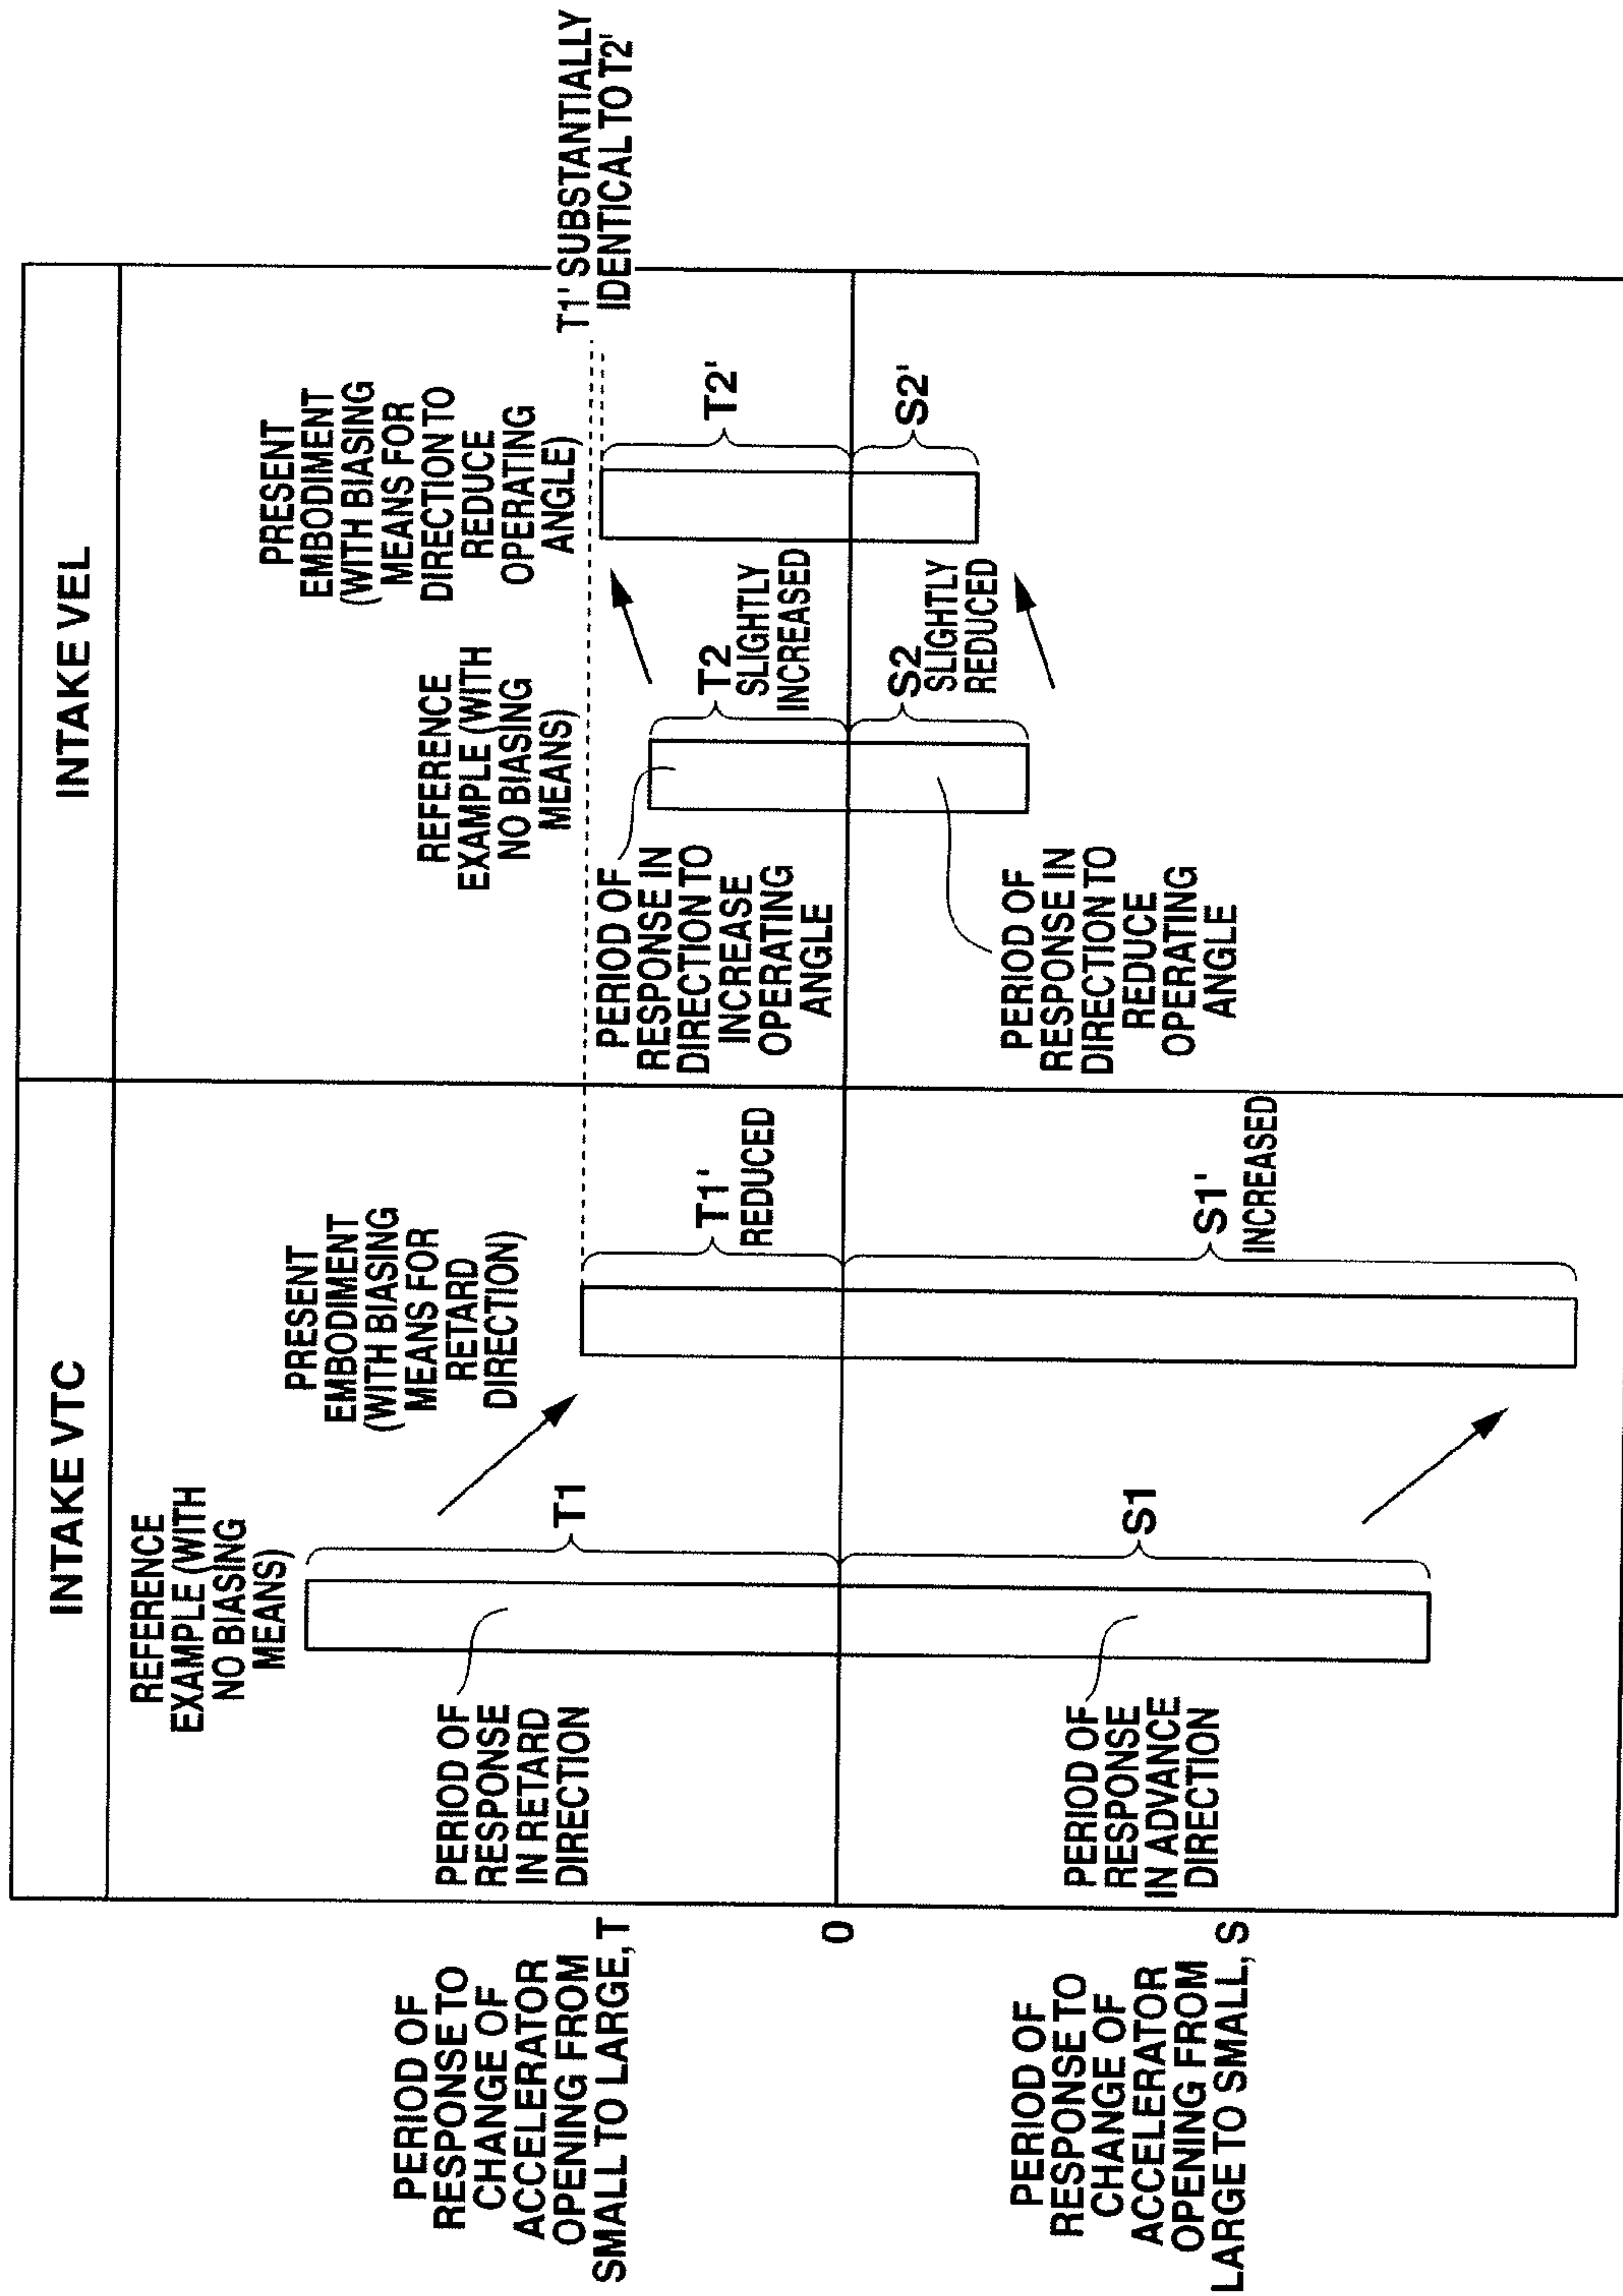 INTAKE VTC
INTAKE VEL
REFERENCE
EXAMPLE (WITH
NO BIASING
MEANS)
PRESENT
EMBODIMENT
(WITH BIASING
MEANS FOR
RETARD
DIRECTION)
REFERENCE
EXAMPLE (WITH
NO BIASING
MEANS)
PRESENT
EMBODIMENT
(WITH BIASING
MEANS FOR
DIRECTION TO
REDUCE
OPERATING
ANGLE)
T1' SUBSTANTIALLY
IDENTICAL TO T2'
PERIOD OF
RESPONSE TO
CHANGE OF
ACCELERATOR
OPENING FROM
SMALL TO LARGE, T
PERIOD OF
RESPONSE
IN RETARD
DIRECTION
T1
T1'
REDUCED
PERIOD OF
RESPONSE IN
DIRECTION TO
INCREASE
OPERATING
ANGLE
T2
SLIGHTLY
INCREASED
T2'
0
PERIOD OF
RESPONSE TO
CHANGE OF
ACCELERATOR
OPENING FROM
LARGE TO SMALL, S
PERIOD OF
RESPONSE
IN ADVANCE
DIRECTION
S1
S1'
INCREASED
PERIOD OF
RESPONSE IN
DIRECTION TO
REDUCE
OPERATING
ANGLE
S2
SLIGHTLY
REDUCED
S2'